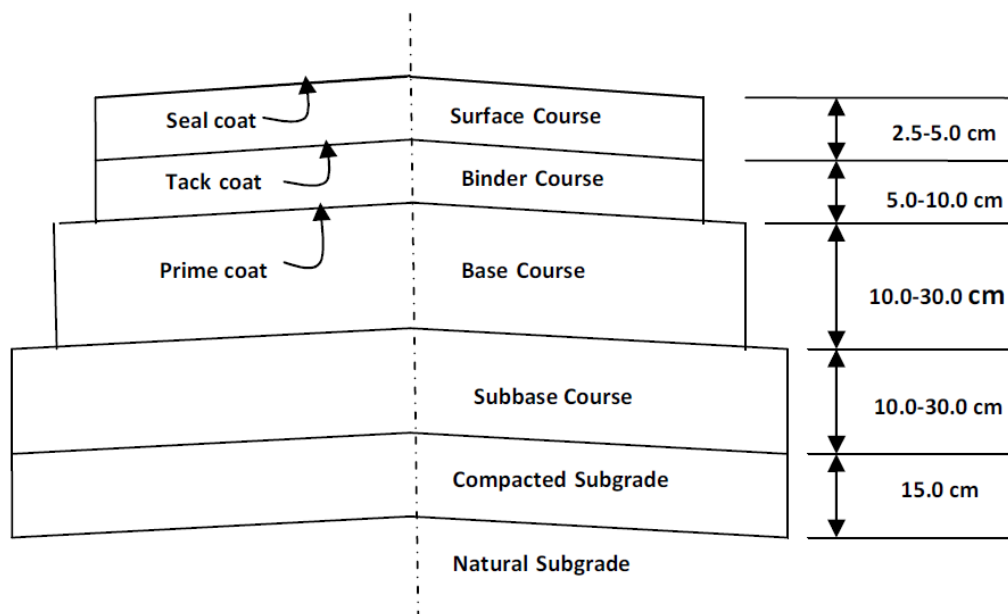 Seal coat
Surface Course
2.5-5.0 cm
Tack coat
Binder Course
5.0-10.0 cm
Prime coat
Base Course
10.0-30.0 cm
Subbase Course
10.0-30.0 cm
Compacted Subgrade
15.0 cm
Natural Subgrade